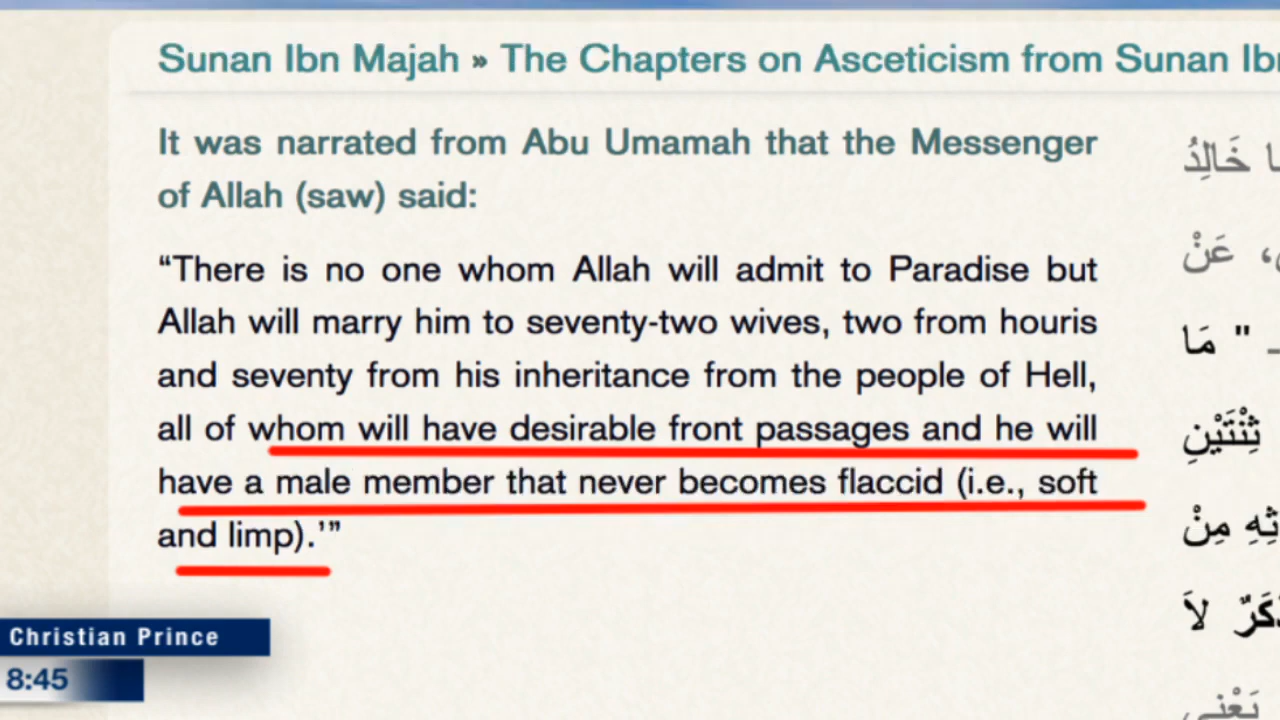 Sunan Ibn Majah » The Chapters on Asceticism from Sunan
It was narrated from Abu Umamah that the Messenger
of Allah (saw) said:
“There is no one whom Allah will admit to Paradise but
Allah will marry him to seventy-two wives, two from houris
and seventy from his inheritance from the people of Hell,
all of whom will have desirable front passages and he will
have a male member that never becomes flaccid (i.e., soft
and limp).’”
خَالِدُ
، عَنْ
" مَا
ثِنْتَيْنِ
مِنْ
لاَ
يَعْنِي
Christian Prince
8:45